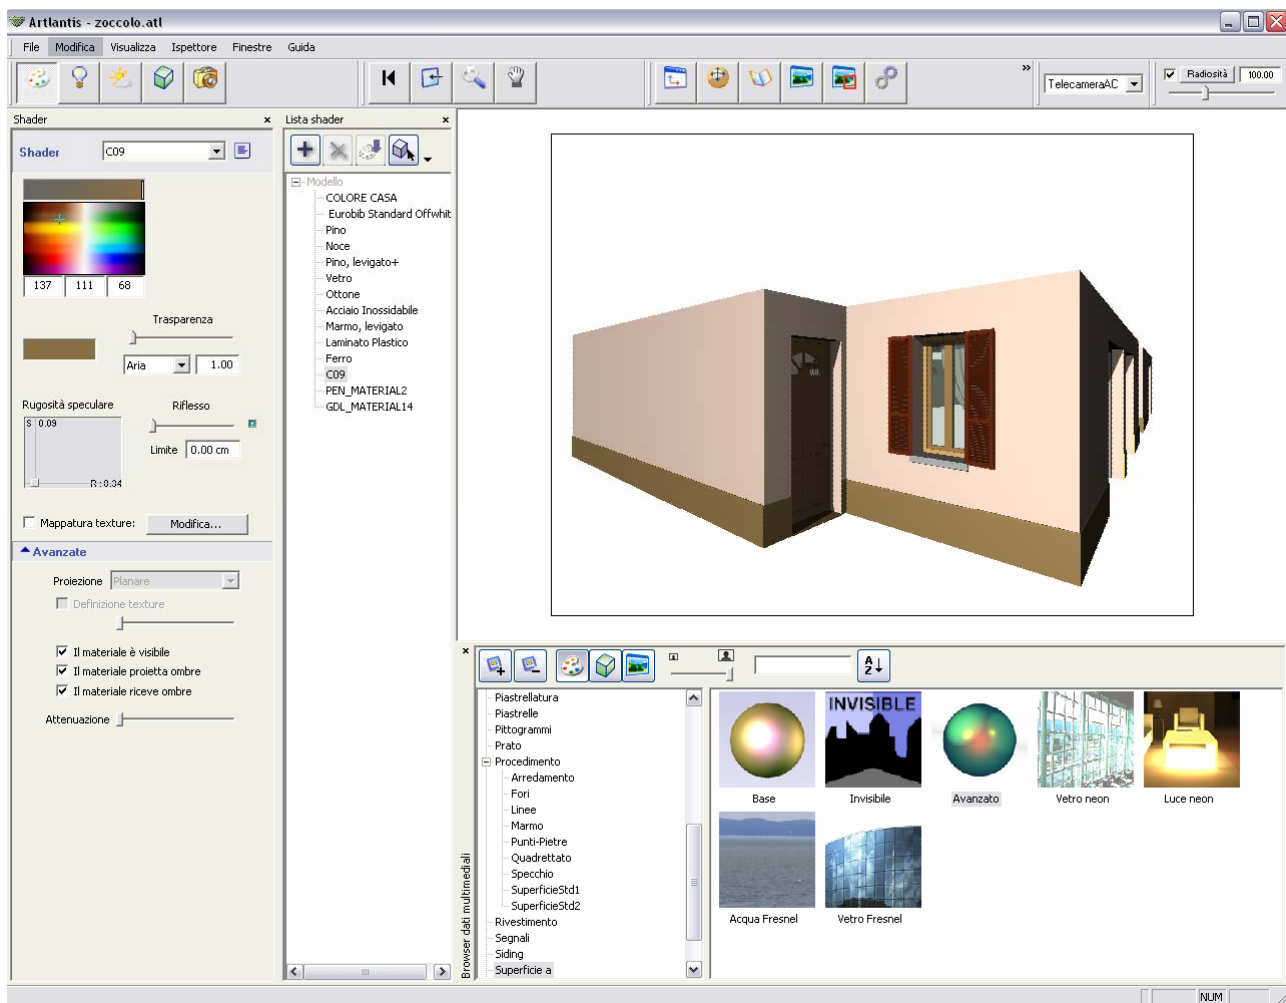 Artlantis - zoccolo.atl
File Modifica Visualizza Ispettore Finestre Guida
»
TelecameraAC
Radiosità 100.00
Shader ×
Lista shader ×
Shader C09
Modello
COLORE CASA
Eurobib Standard Offwhit
Pino
Noce
Pino, levigato+
Vetro
Ottone
Acciaio Inossidabile
Marmo, levigato
Laminato Plastico
Ferro
C09
PEN_MATERIAL2
GDL_MATERIAL14
137 111 68
Trasparenza
Aria 1.00
Rugosità speculare
Riflesso
S 0.09
R:0.34
Limite 0.00 cm
Mappatura texture: Modifica...
Avanzate
Proiezione Planare
Definizione texture
Il materiale è visibile
Il materiale proietta ombre
Il materiale riceve ombre
Attenuazione
Browser dati multimediali
A
Z
Piastrellatura
Piastrelle
Pittogrammi
Prato
Procedimento
Arredamento
Fori
Linee
Marmo
Punti-Pietre
Quadrettato
Specchio
SuperficieStd1
SuperficieStd2
Rivestimento
Segnali
Siding
Superficie a
INVISIBLE
Base
Invisibile
Avanzato
Vetro neon
Luce neon
Acqua Fresnel
Vetro Fresnel
NUM